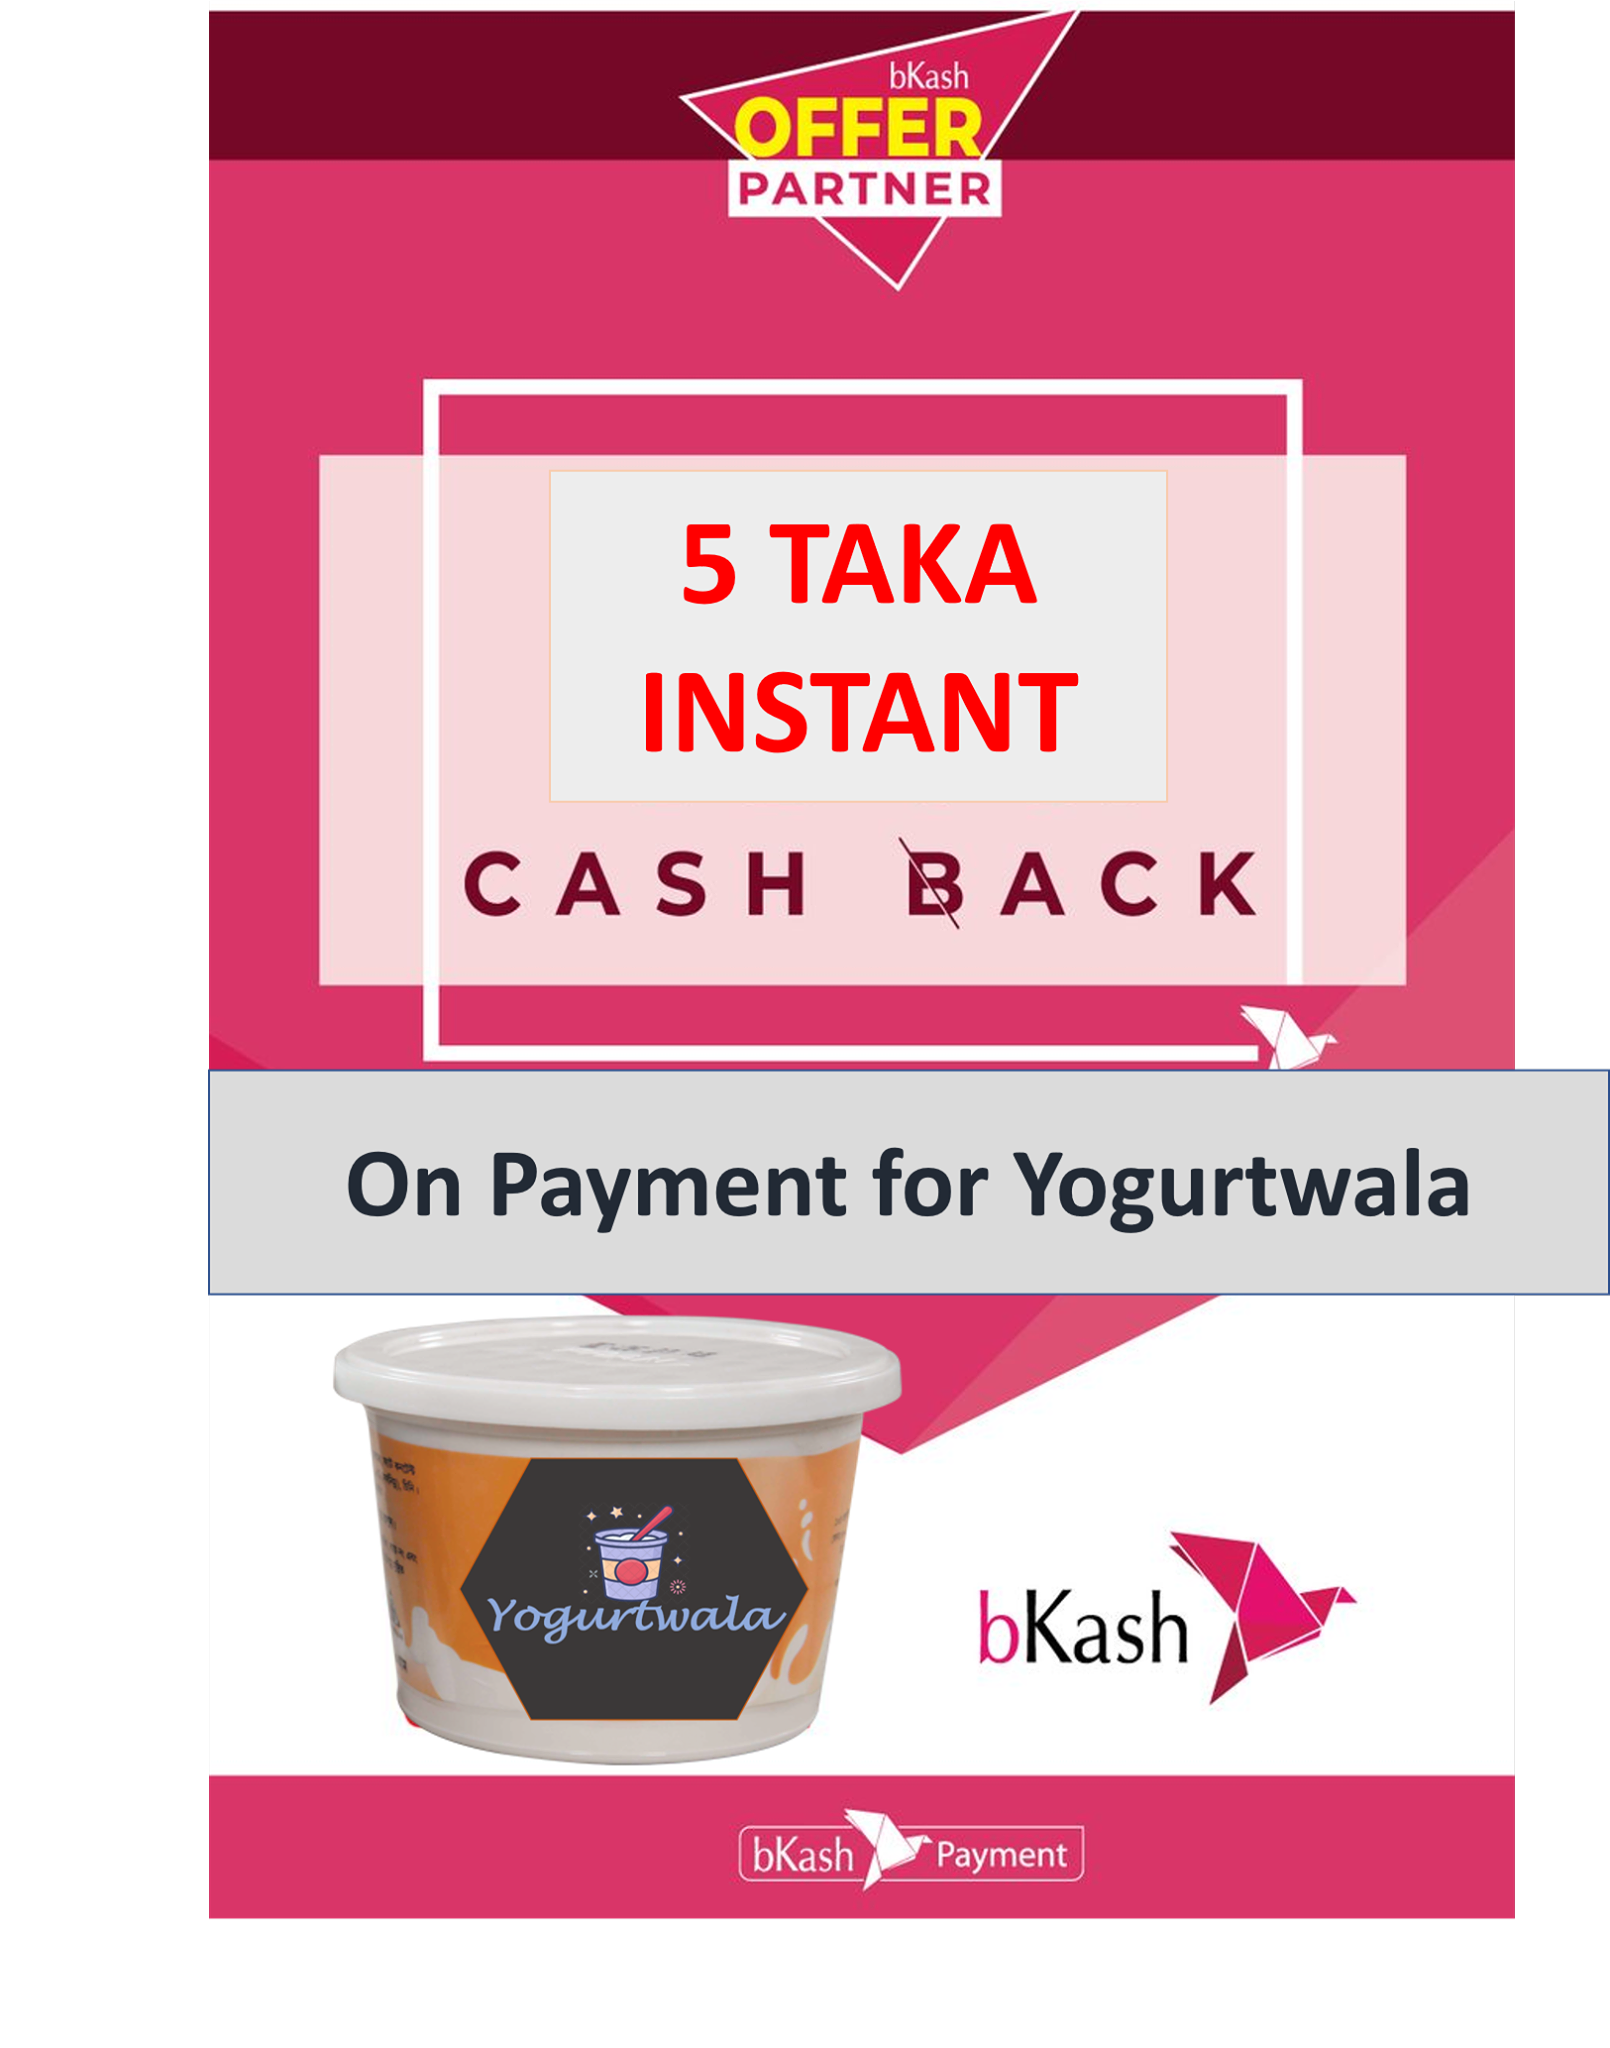 bKash
OFFER
PARTNER
5 TAKA
INSTANT
CASH BACK
On Payment for Yogurtwala
Yogurtwala
bKash
bKash Payment